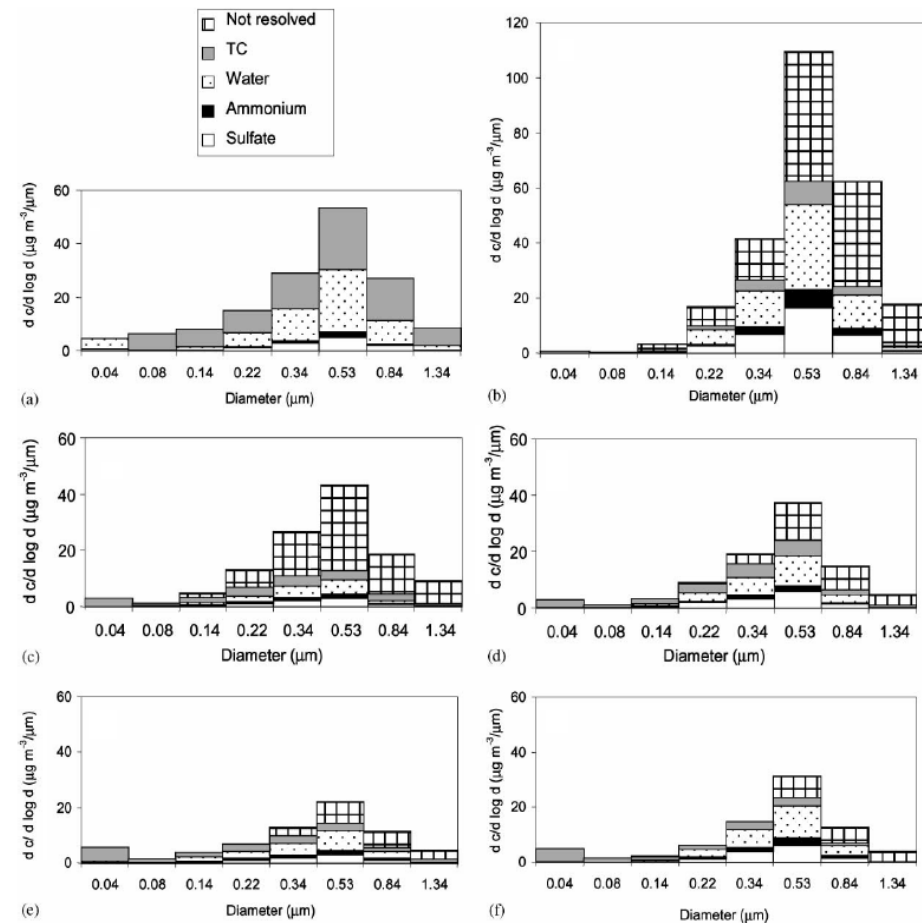 Not resolved
TC
Water
Ammonium
Sulfate
d c/d log d (µg m⁻³/µm)
60
40
20
0
0.04 0.08 0.14 0.22 0.34 0.53 0.84 1.34
Diameter (µm)
(a)
d c/d log d (µg m⁻³/µm)
120
100
80
60
40
20
0
0.04 0.08 0.14 0.22 0.34 0.53 0.84 1.34
Diameter (µm)
(b)
d c/d log d (µg m⁻³/µm)
60
40
20
0
0.04 0.08 0.14 0.22 0.34 0.53 0.84 1.34
Diameter (µm)
(c)
d c/d log d (µg m⁻³/µm)
60
40
20
0
0.04 0.08 0.14 0.22 0.34 0.53 0.84 1.34
Diameter (µm)
(d)
d c/d log d (µg m⁻³/µm)
60
40
20
0
0.04 0.08 0.14 0.22 0.34 0.53 0.84 1.34
Diameter (µm)
(e)
d c/d log d (µg m⁻³/µm)
60
40
20
0
0.04 0.08 0.14 0.22 0.34 0.53 0.84 1.34
Diameter (µm)
(f)